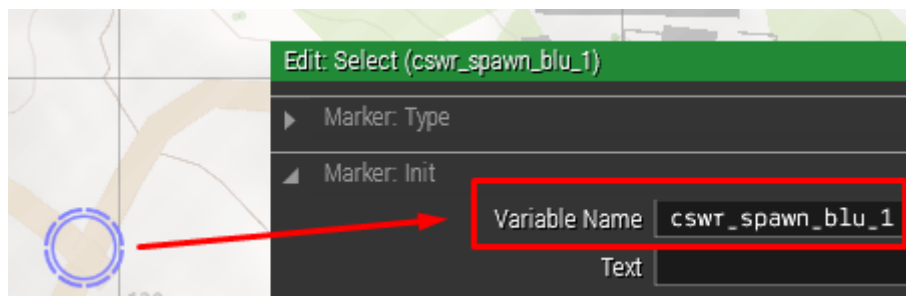 Edit: Select (cswr_spawn_blu_1)
Marker: Type
Marker: Init
Variable Name cswr_spawn_blu_1
Text